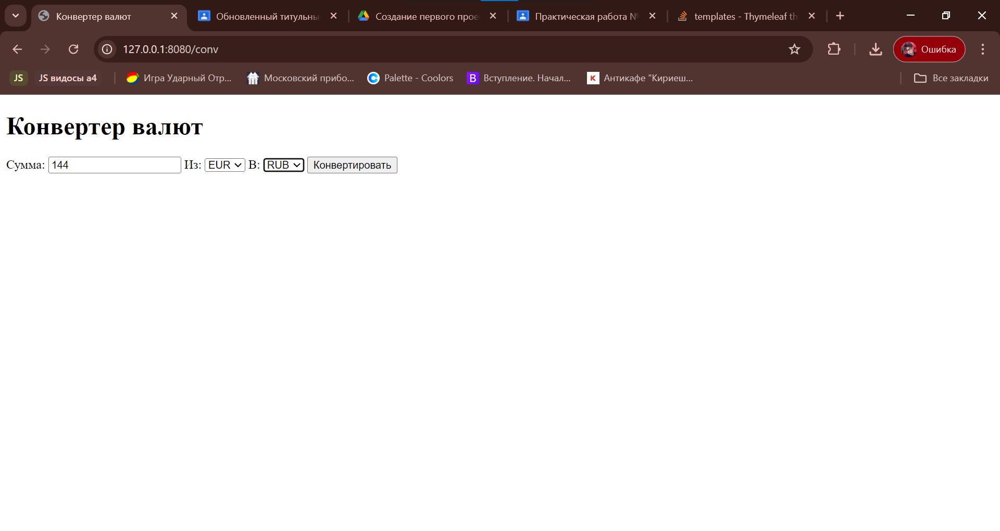 Конвертер валют
Обновленный титульны
Создание первого прое
Практическая работа №
templates - Thymeleaf th
127.0.0.1:8080/conv
Ошибка
JS
JS видосы а4
Игра Ударный Отр...
Московский прибо...
Palette - Coolors
B
Вступление. Начал...
K
Антикафе "Кириеш...
Все закладки
Конвертер валют
Сумма: 144 Из: EUR В: RUB Конвертировать